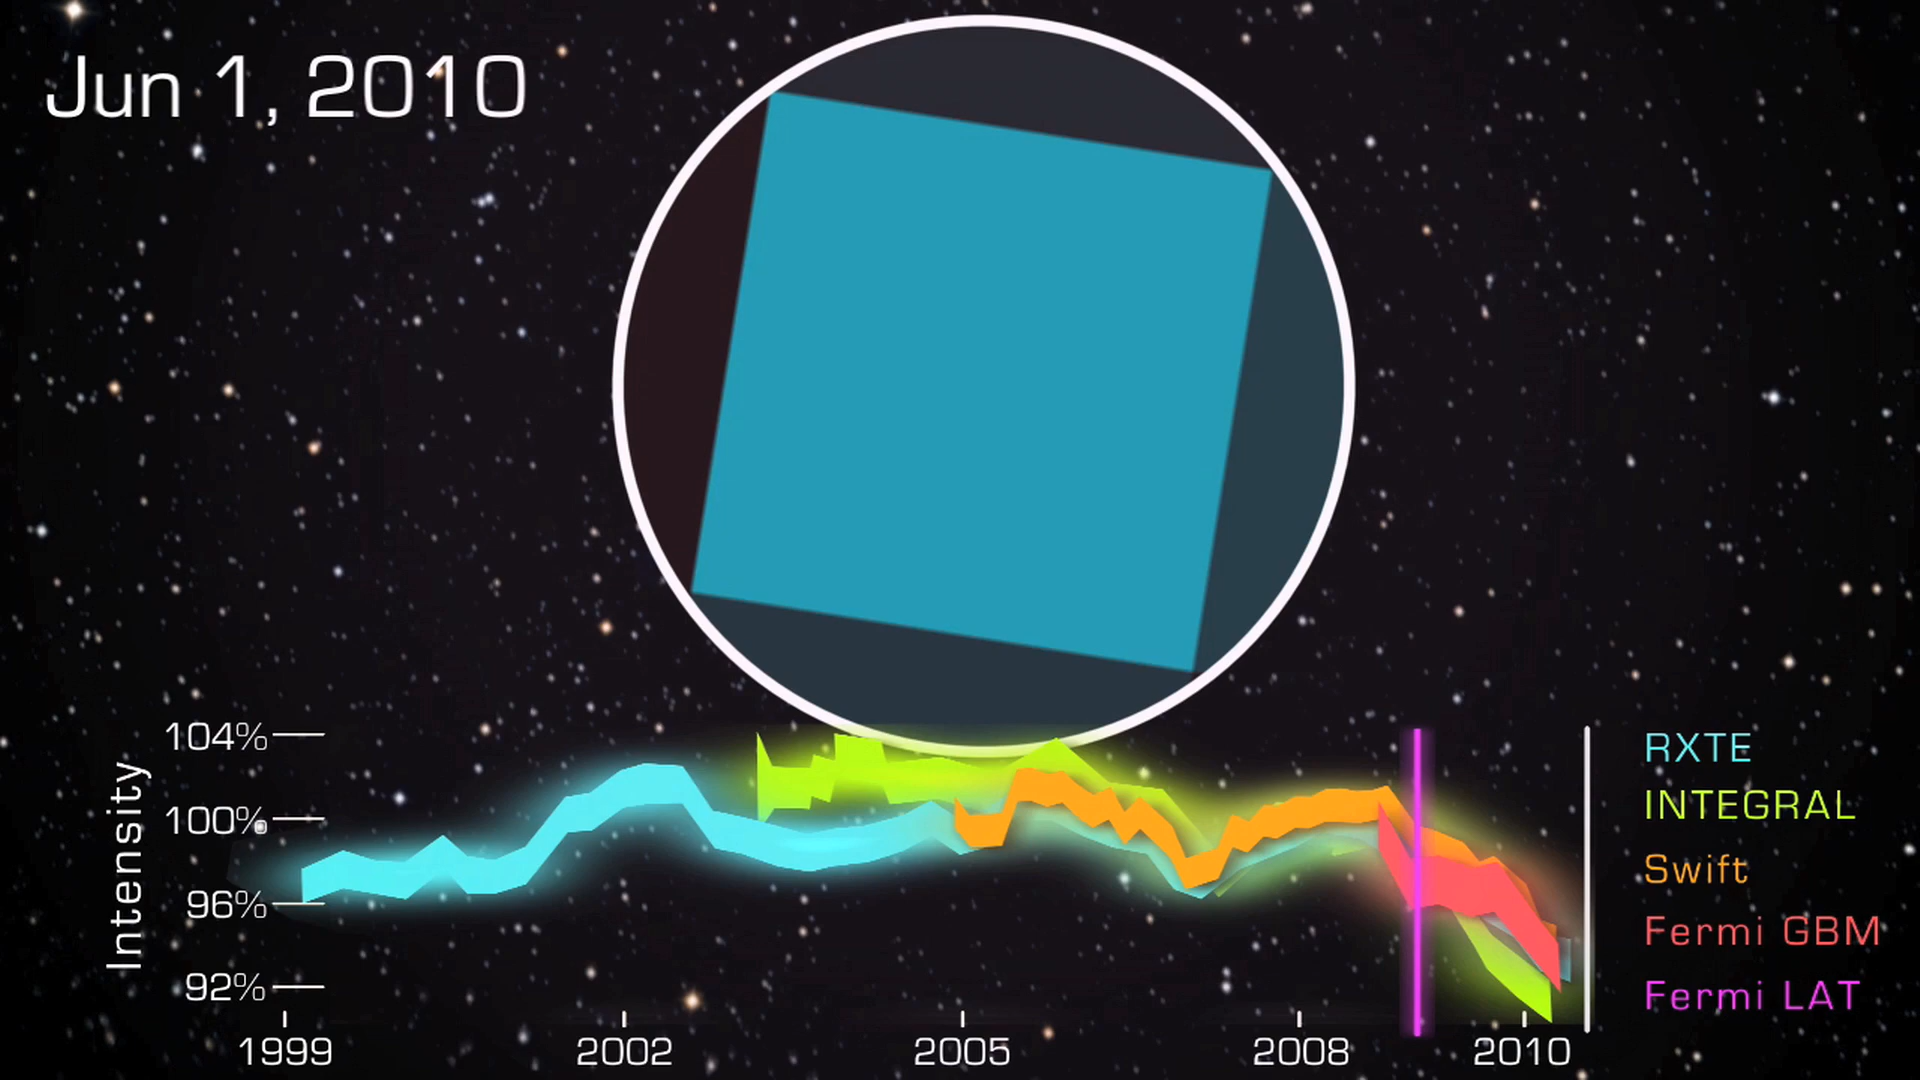 Jun 1, 2010
104%
100%
96%
92%
Intensity
1999 2002 2005 2008 2010
RXTE
INTEGRAL
Swift
Fermi GBM
Fermi LAT